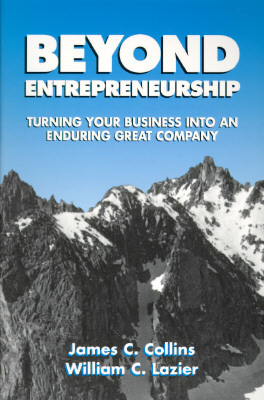 BEYOND
ENTREPRENEURSHIP
TURNING YOUR BUSINESS INTO AN
ENDURING GREAT COMPANY
James C. Collins
William C. Lazier